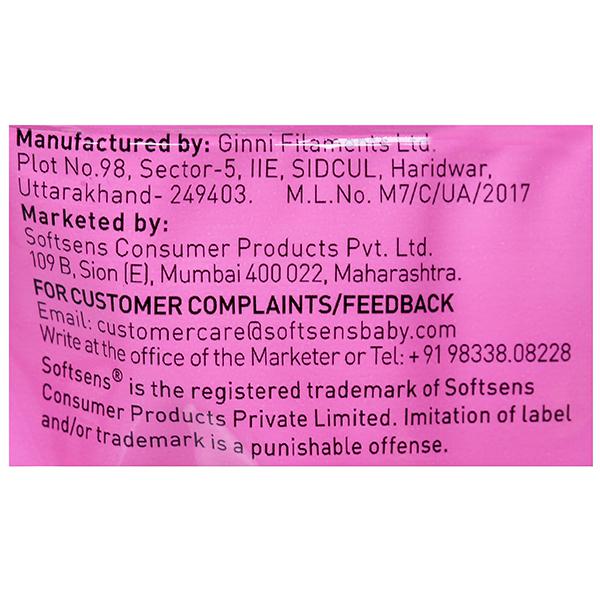 Manufactured by: Ginni Filaments Ltd.
Plot No.98, Sector-5, IIE, SIDCUL, Haridwar,
Uttarakhand- 249403. M.L.No. M7/C/UA/2017
Marketed by:
Softsens Consumer Products Pvt. Ltd.
109 B, Sion (E), Mumbai 400 022, Maharashtra.
FOR CUSTOMER COMPLAINTS/FEEDBACK
Email: customercare@softsensbaby.com
Write at the office of the Marketer or Tel: +91 98338.08228
Softsens® is the registered trademark of Softsens
Consumer Products Private Limited. Imitation of label
and/or trademark is a punishable offense.